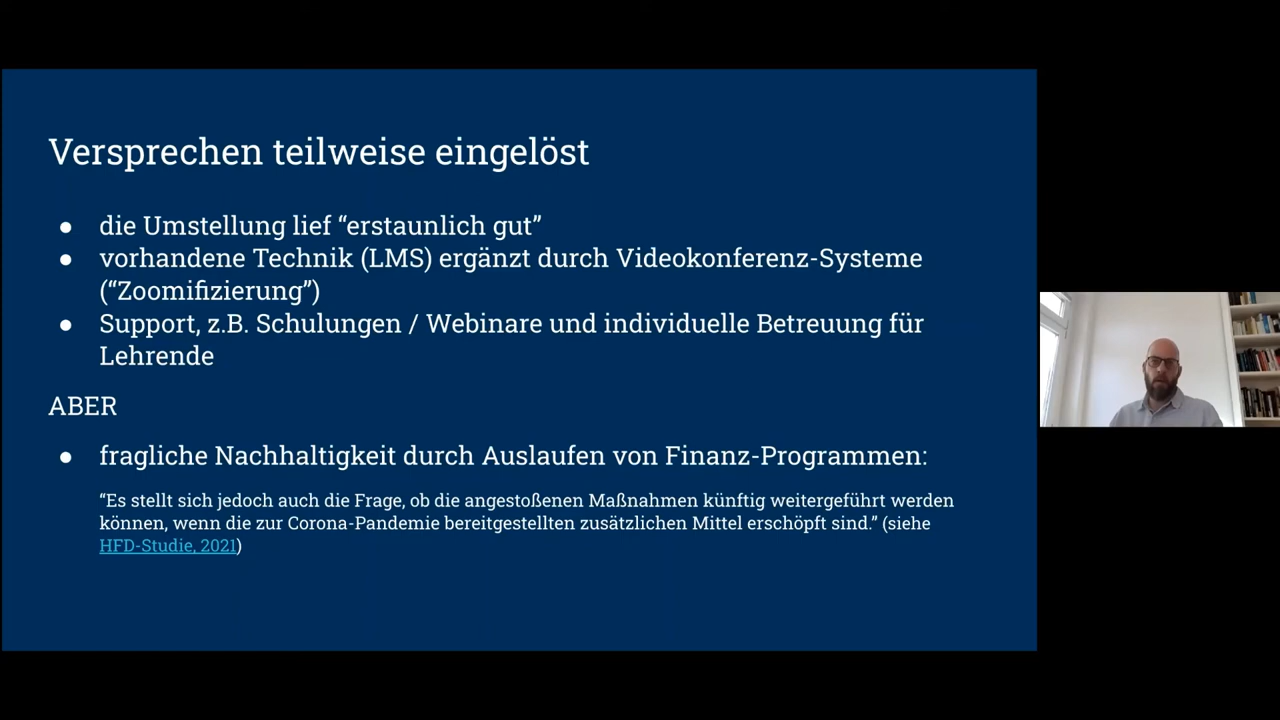 Versprechen teilweise eingelöst
● die Umstellung lief “erstaunlich gut”
● vorhandene Technik (LMS) ergänzt durch Videokonferenz-Systeme
(“Zoomifizierung”)
● Support, z.B. Schulungen / Webinare und individuelle Betreuung für
Lehrende
ABER
● fragliche Nachhaltigkeit durch Auslaufen von Finanz-Programmen:
“Es stellt sich jedoch auch die Frage, ob die angestoßenen Maßnahmen künftig weitergeführt werden
können, wenn die zur Corona-Pandemie bereitgestellten zusätzlichen Mittel erschöpft sind.” (siehe
HFD-Studie, 2021)